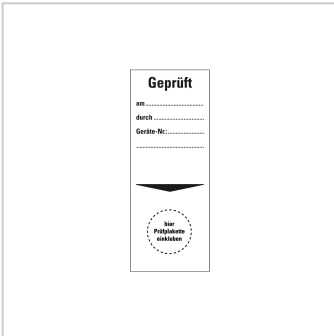 Geprüft
am..............................
durch ..........................
Geräte-Nr.:...................
...................................
hier
Prüfplakette
einkleben